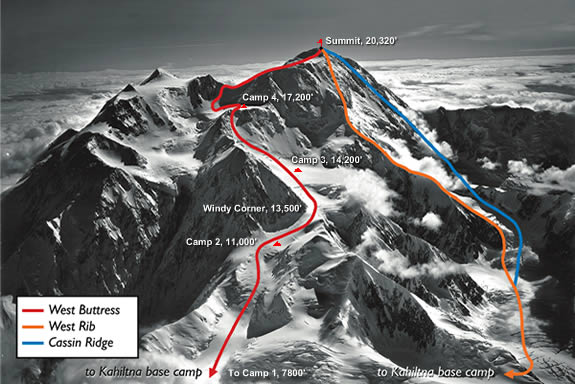 Summit, 20,320'
Camp 4, 17,200'
Camp 3, 14,200'
Windy Corner, 13,500'
Camp 2, 11,000'
West Buttress
West Rib
Cassin Ridge
to Kahiltna base camp
To Camp 1, 7800'
to Kahiltna base camp